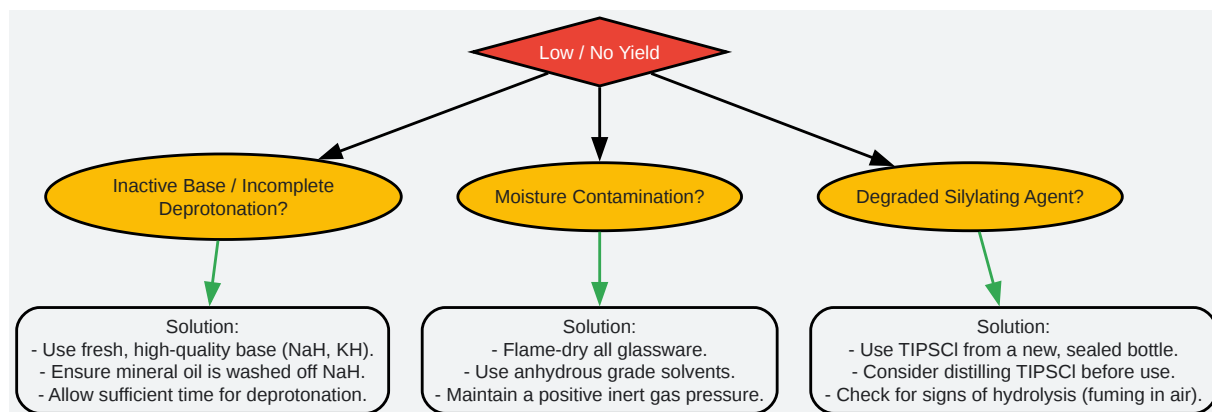 Low / No Yield
Inactive Base / Incomplete
Deprotonation?
Moisture Contamination?
Degraded Silylating Agent?
Solution:
- Use fresh, high-quality base (NaH, KH).
- Ensure mineral oil is washed off NaH.
- Allow sufficient time for deprotonation.
Solution:
- Flame-dry all glassware.
- Use anhydrous grade solvents.
- Maintain a positive inert gas pressure.
Solution:
- Use TIPSCl from a new, sealed bottle.
- Consider distilling TIPSCl before use.
- Check for signs of hydrolysis (fuming in air).